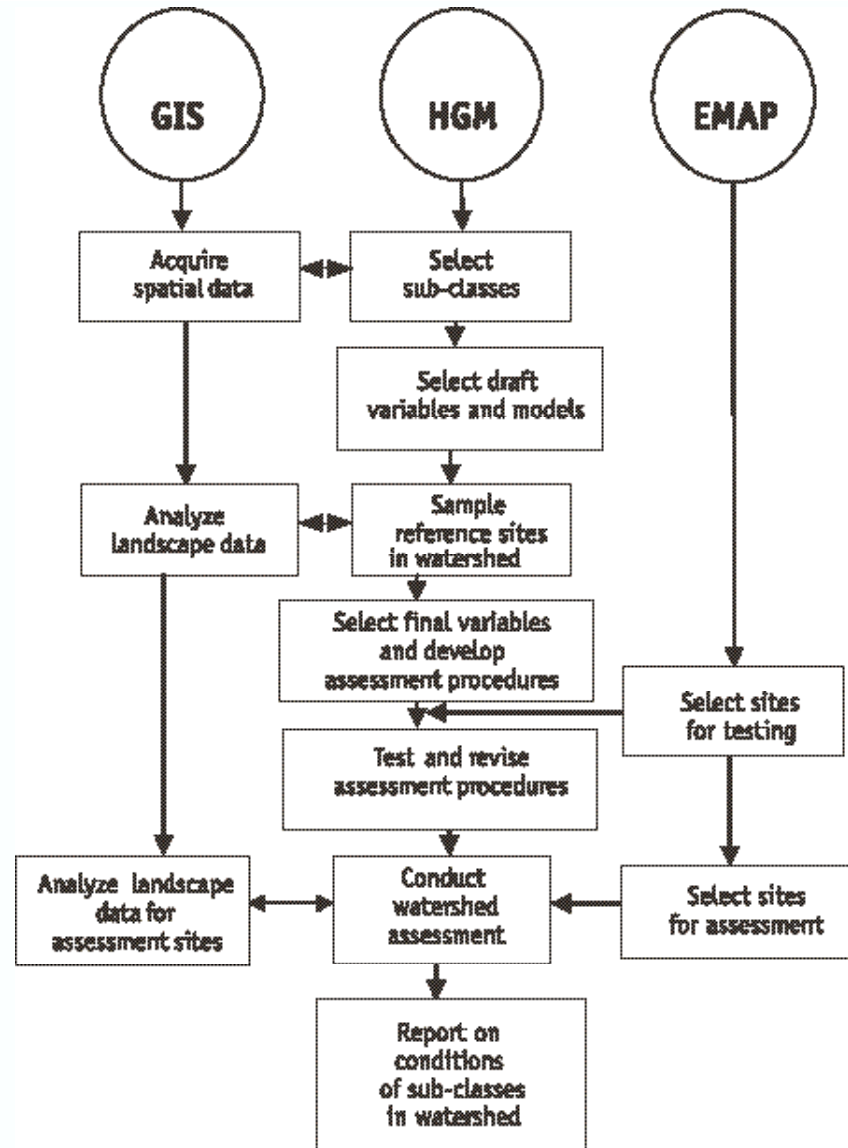 GIS
HGM
EMAP
Acquire
spatial data
Select
sub-classes
Select draft
variables and models
Analyze
landscape data
Sample
reference sites
in watershed
Select final variables
and develop
assessment procedures
Select sites
for testing
Test and revise
assessment procedures
Analyze landscape
data for
assessment sites
Conduct
watershed
assessment
Select sites
for assessment
Report on
conditions
of sub-classes
in watershed